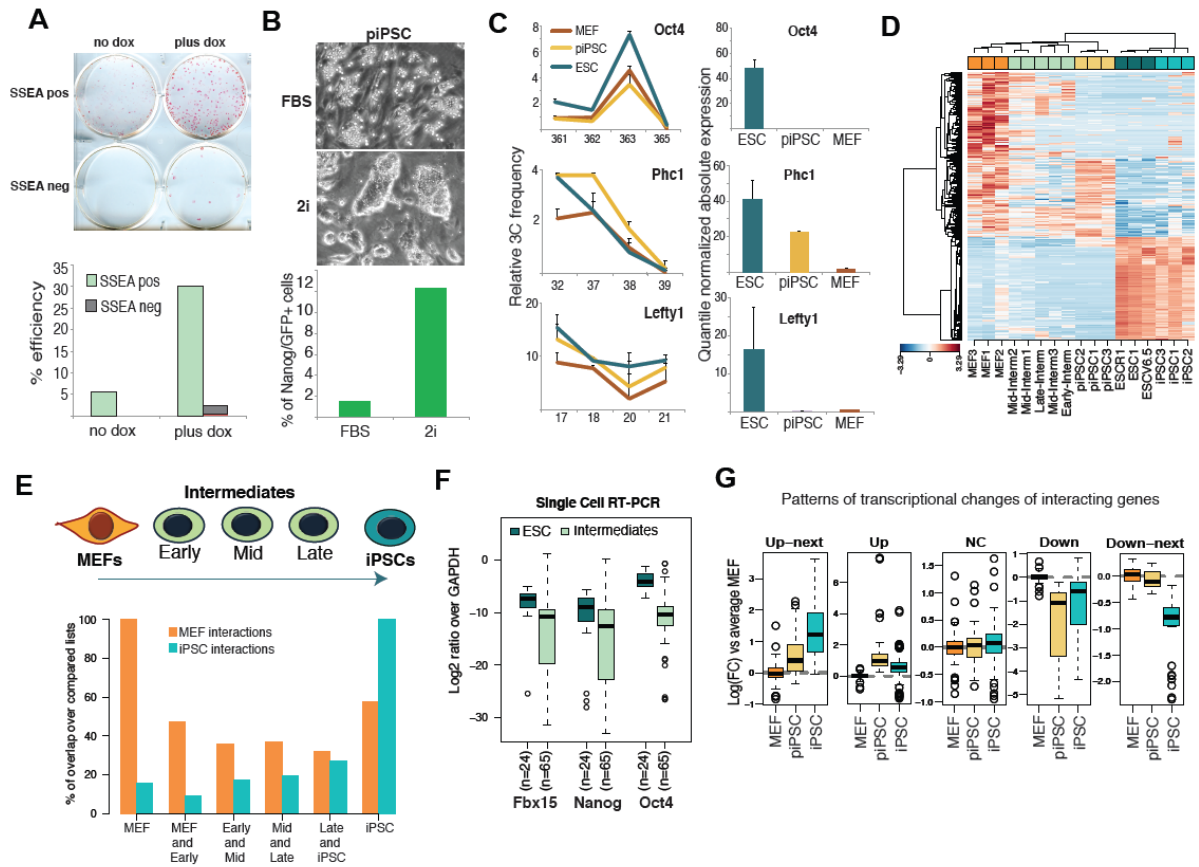 A
no dox
plus dox
SSEA pos
SSEA neg
% efficiency
35
30
25
20
15
10
5
SSEA pos
SSEA neg
no dox
plus dox
B
piPSC
FBS
2i
% of Nanog/GFP+ cells
12
10
8
6
4
2
0
FBS
2i
C
Relative 3C frequency
8
6
4
2
MEF
piPSC
ESC
Oct4
361 362 363 365
4
2
Phc1
32 37 38 39
20
10
Lefty1
17 18 20 21
Quantile normalized absolute expression
80
60
40
20
0
Oct4
ESC piPSC MEF
60
40
20
0
Phc1
ESC piPSC MEF
30
20
10
0
Lefty1
ESC piPSC MEF
D
-3.29
0
3.29
MEF3
MEF1
MEF2
Mid-Interm2
Mid-Interm1
Late-Interm
Mid-Interm3
Early-Interm
piPSC2
piPSC1
piPSC3
ESCR1
ESC1
ESCV6.5
iPSC3
iPSC1
iPSC2
E
Intermediates
MEFs
Early
Mid
Late
iPSCs
% of overlap over compared lists
100
80
60
40
20
0
MEF interactions
iPSC interactions
MEF
MEF and Early
Early and Mid
Mid and Late
Late and iPSC
iPSC
F
Single Cell RT-PCR
ESC
Intermediates
Log2 ratio over GAPDH
-0
-10
-20
-30
(n=24)
(n=65)
(n=24)
(n=65)
(n=24)
(n=65)
Fbx15
Nanog
Oct4
G
Patterns of transcriptional changes of interacting genes
Log(FC) vs average MEF
Up-next
3
2
1
0
-1
MEF
piPSC
iPSC
Up
6
4
2
0
MEF
piPSC
iPSC
NC
1.0
0.5
0.0
-0.5
-1.0
MEF
piPSC
iPSC
Down
1
0
-1
-2
-3
-4
-5
MEF
piPSC
iPSC
Down-next
0.0
-0.5
-1.0
-1.5
-2.0
MEF
piPSC
iPSC